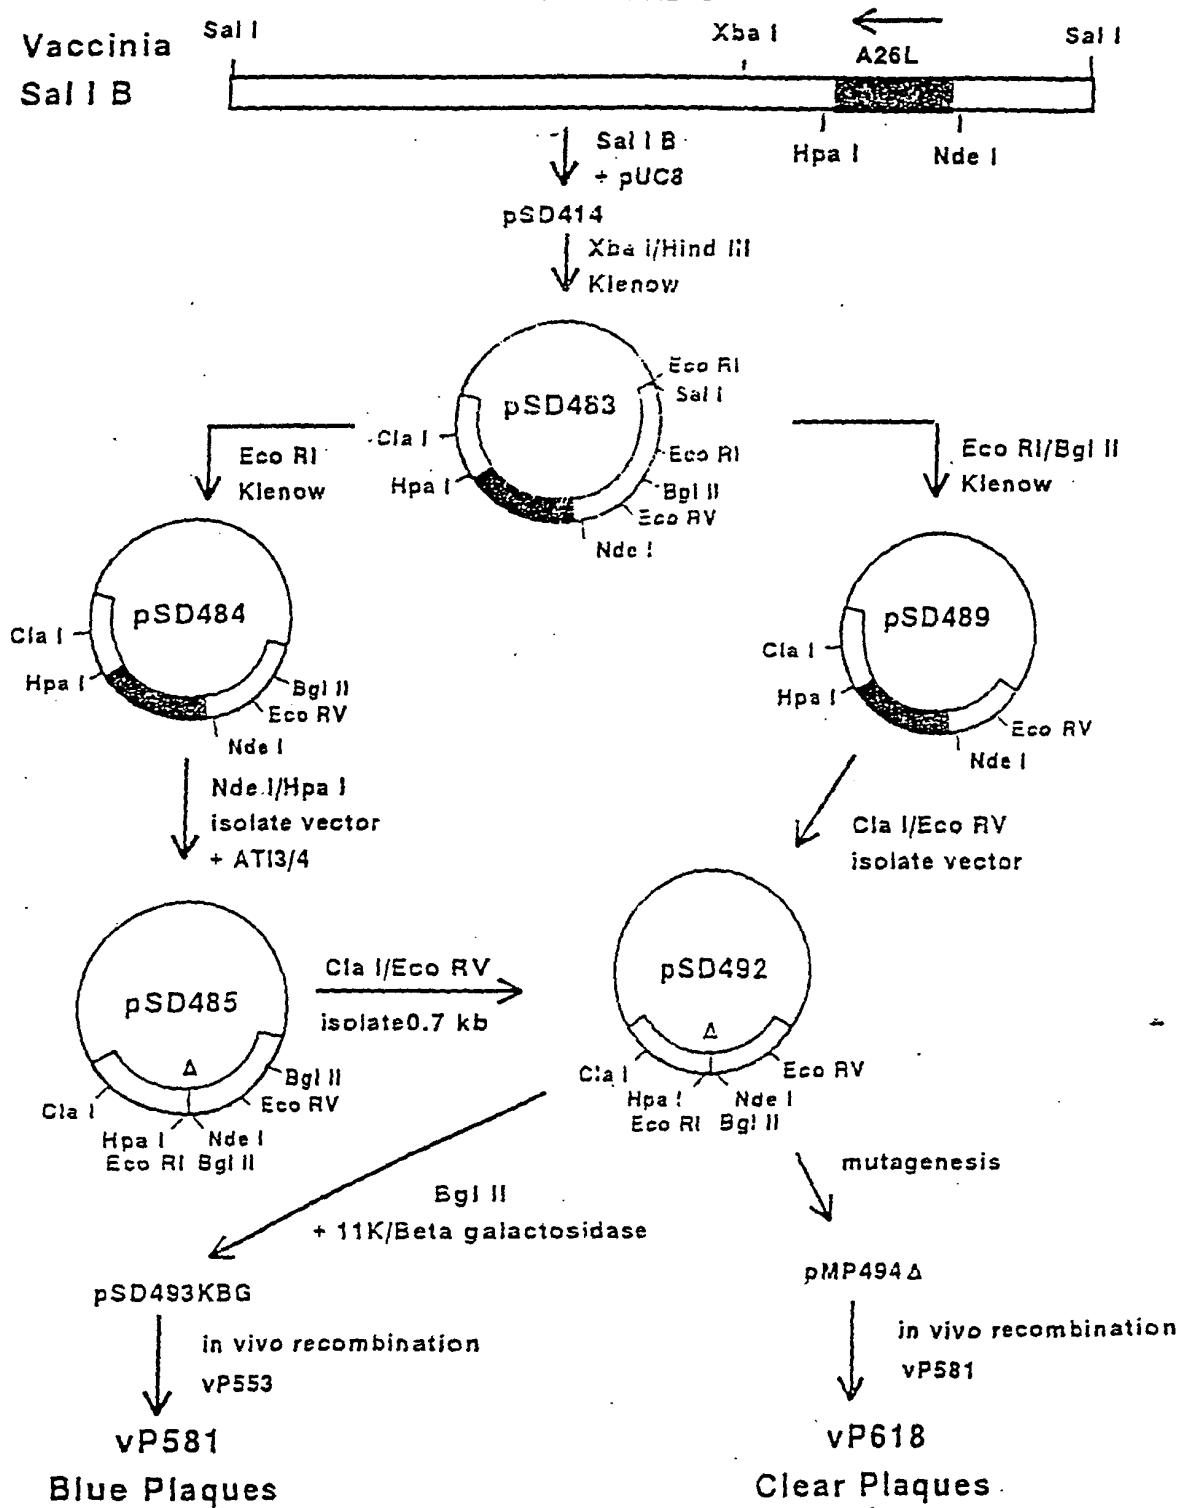 Vaccinia
Sal I B
Sal I
Xba I
A26L
Sal I
Hpa I
Nde I
Sal I B
+ pUC8
pSD414
Xba I/Hind III
Klenow
pSD483
Eco RI
Sal I
Cla I
Eco RI
Hpa I
Bgl II
Eco RV
Nde I
Eco RI
Klenow
Eco RI/Bgl II
Klenow
pSD484
Cla I
Hpa I
Bgl II
Eco RV
Nde I
pSD489
Cla I
Hpa I
Eco RV
Nde I
Nde I/Hpa I
isolate vector
+ ATI3/4
Cla I/Eco RV
isolate vector
pSD485
Δ
Bgl II
Cla I
Eco RV
Hpa I Nde I
Eco RI Bgl II
Cla I/Eco RV
isolate0.7 kb
pSD492
Δ
Cla I
Eco RV
Hpa I Nde I
Eco RI Bgl II
Bgl II
+ 11K/Beta galactosidase
mutagenesis
pSD493KBG
pMP494Δ
in vivo recombination
vP553
in vivo recombination
vP581
vP581
Blue Plaques
vP618
Clear Plaques